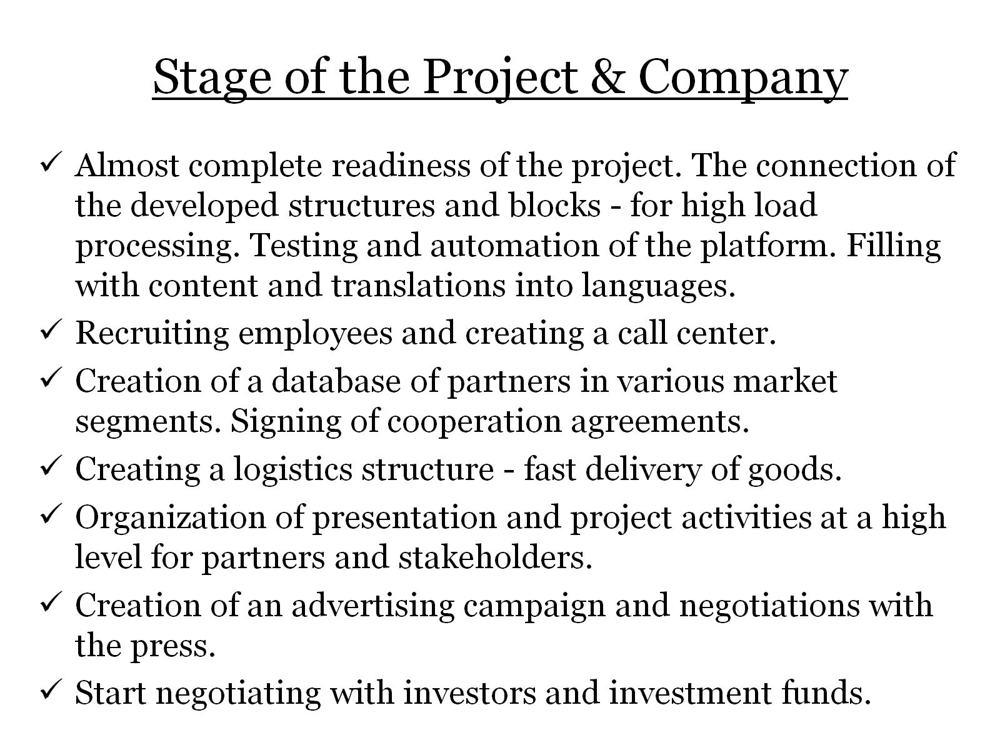 Stage of the Project & Company
✓ Almost complete readiness of the project. The connection of
the developed structures and blocks - for high load
processing. Testing and automation of the platform. Filling
with content and translations into languages.
✓ Recruiting employees and creating a call center.
✓ Creation of a database of partners in various market
segments. Signing of cooperation agreements.
✓ Creating a logistics structure - fast delivery of goods.
✓ Organization of presentation and project activities at a high
level for partners and stakeholders.
✓ Creation of an advertising campaign and negotiations with
the press.
✓ Start negotiating with investors and investment funds.